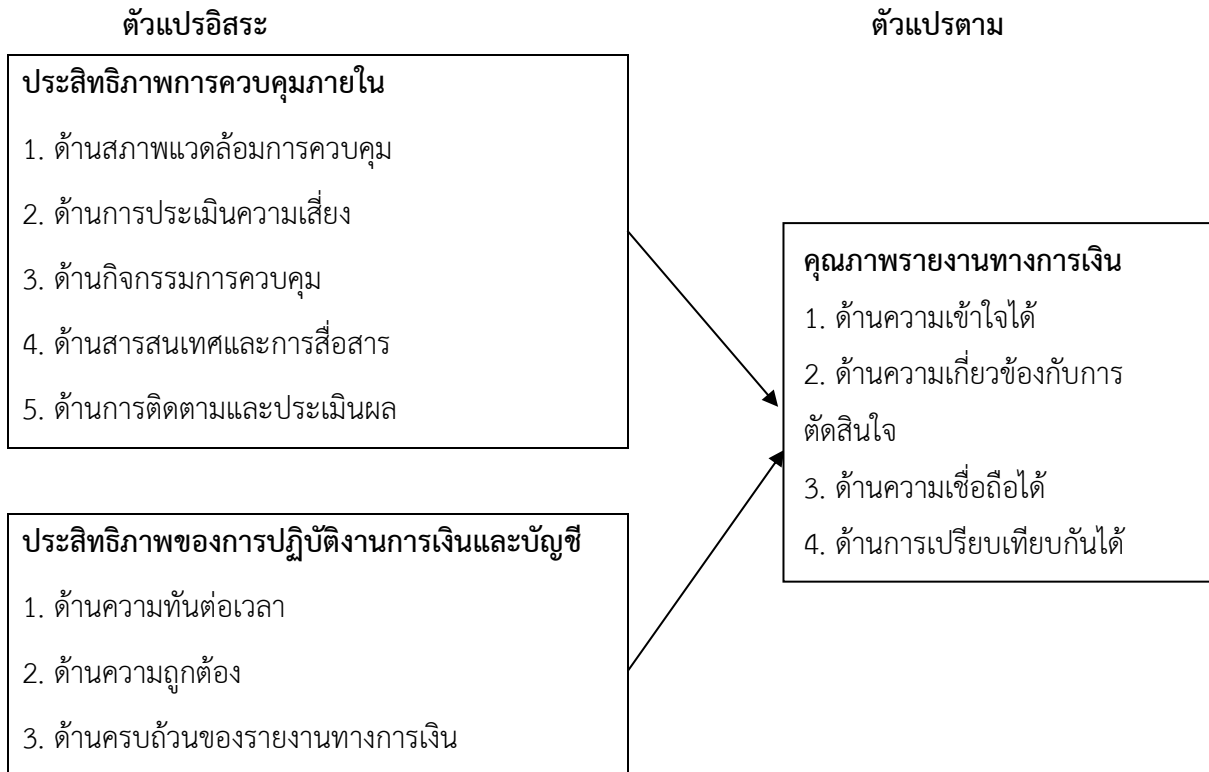 ตัวแปรอิสระ
ตัวแปรตาม
ประสิทธิภาพการควบคุมภายใน
1. ด้านสภาพแวดล้อมการควบคุม
2. ด้านการประเมินความเสี่ยง
3. ด้านกิจกรรมการควบคุม
4. ด้านสารสนเทศและการสื่อสาร
5. ด้านการติดตามและประเมินผล
ประสิทธิภาพของการปฏิบัติงานการเงินและบัญชี
1. ด้านความทันต่อเวลา
2. ด้านความถูกต้อง
3. ด้านครบถ้วนของรายงานทางการเงิน
คุณภาพรายงานทางการเงิน
1. ด้านความเข้าใจได้
2. ด้านความเกี่ยวข้องกับการ
ตัดสินใจ
3. ด้านความเชื่อถือได้
4. ด้านการเปรียบเทียบกันได้